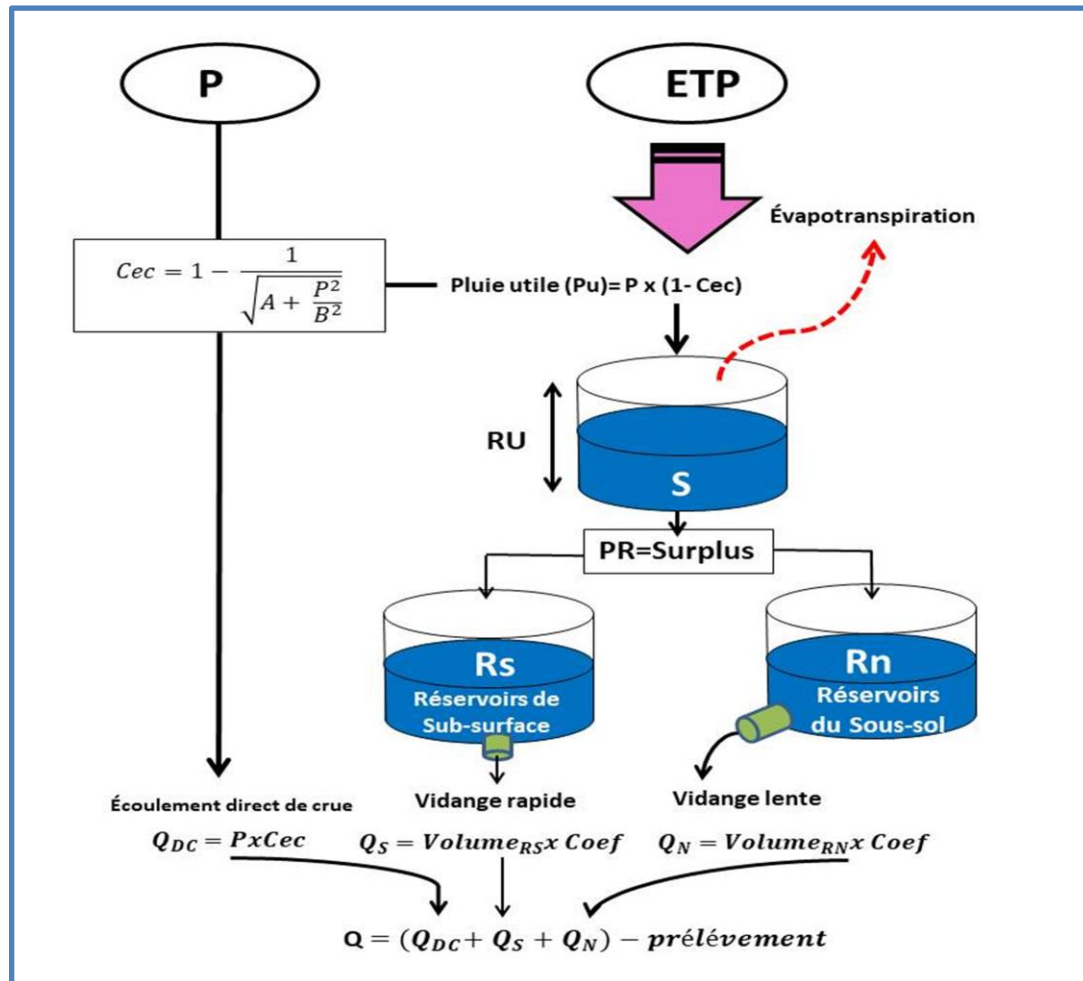 P
ETP
Évapotranspiration
Cec = 1 − 1 / √(A + P²/B²)
Pluie utile (Pu)= P x (1- Cec)
RU
S
PR=Surplus
Rs
Réservoirs de
Sub-surface
Rn
Réservoirs
du Sous-sol
Écoulement direct de crue
Vidange rapide
Vidange lente
Q_DC = PxCec
Q_S = Volume_RS x Coef
Q_N = Volume_RN x Coef
Q = (Q_DC + Q_S + Q_N) − prélévement